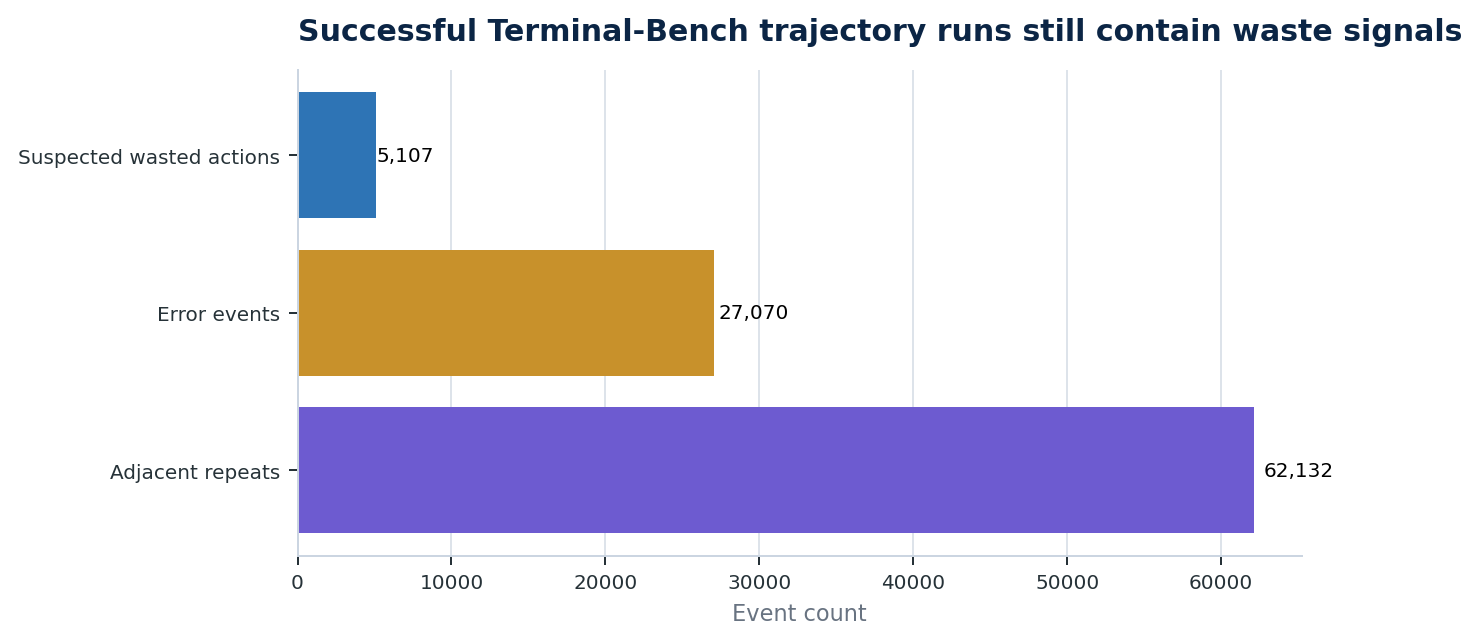 Successful Terminal-Bench trajectory runs still contain waste signals
Suspected wasted actions
5,107
Error events
27,070
Adjacent repeats
62,132
0 10000 20000 30000 40000 50000 60000
Event count